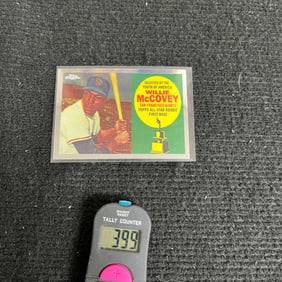 SELECTED BY THE
YOUTH OF AMERICA
WILLIE
McCOVEY
SAN FRANCISCO GIANTS
TOPPS ALL STAR ROOKIE
FIRST BASE
TALLY COUNTER
399